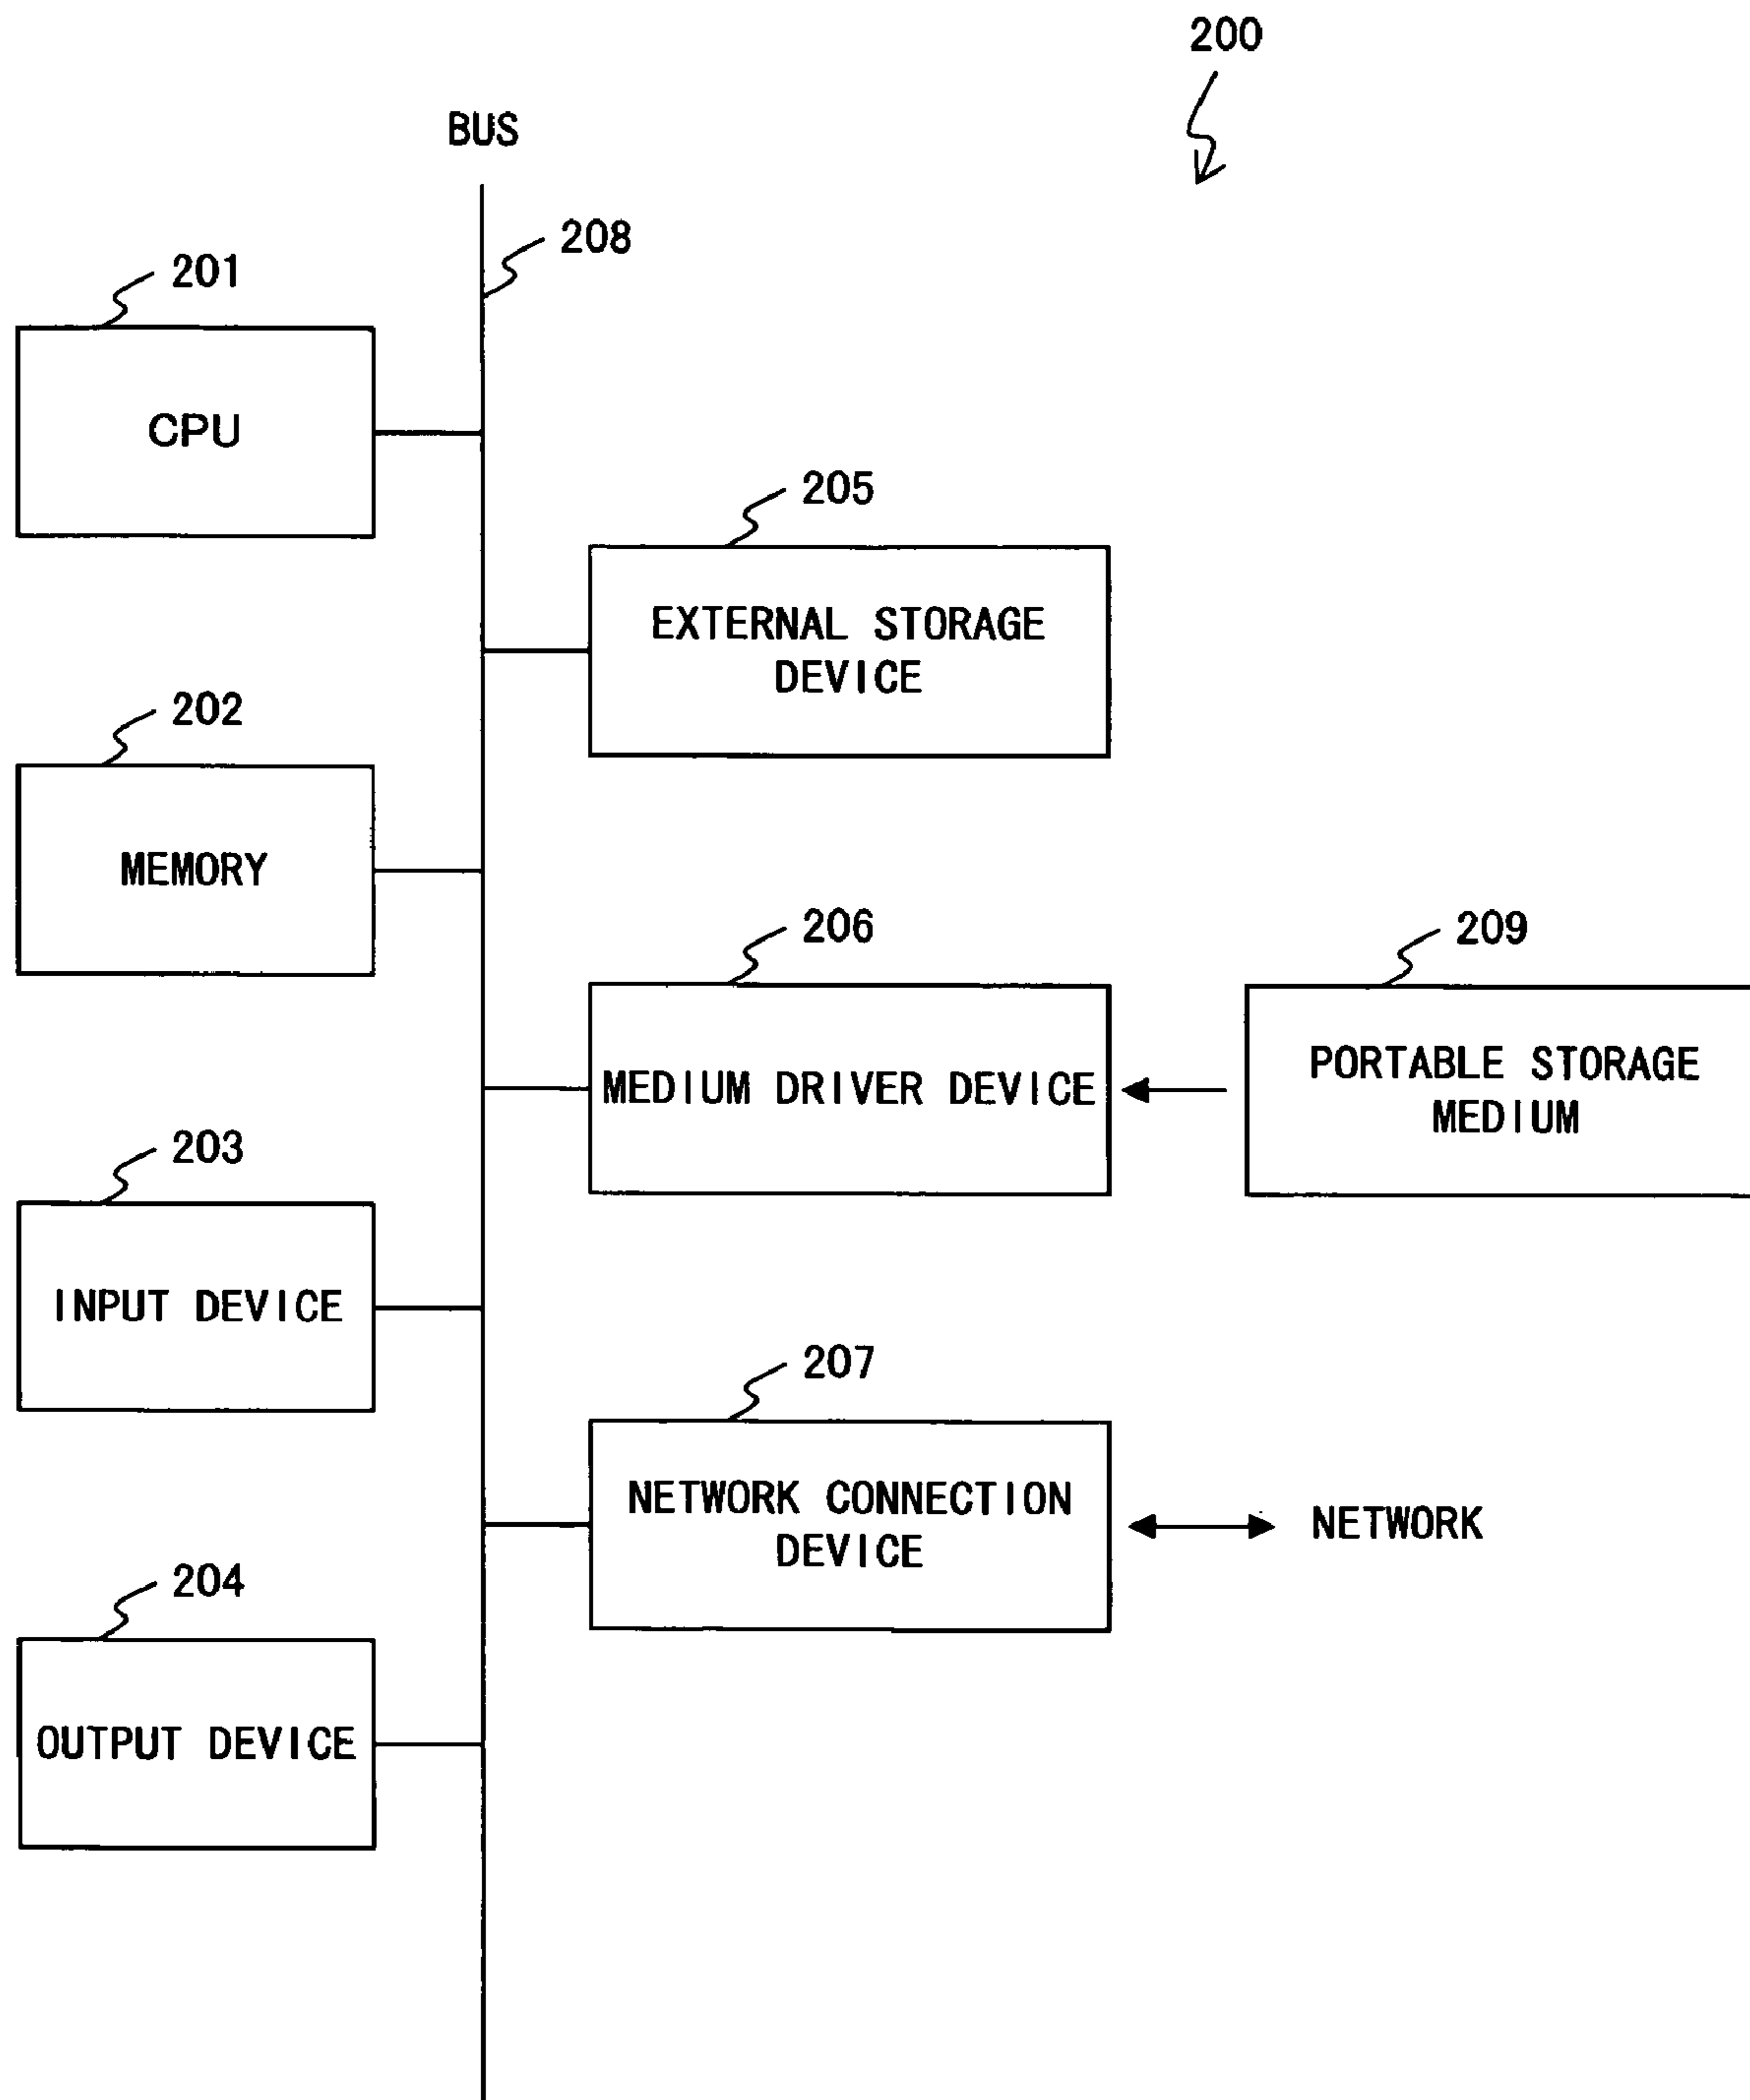 200
BUS
208
201
CPU
205
EXTERNAL STORAGE
DEVICE
202
MEMORY
206
MEDIUM DRIVER DEVICE
209
PORTABLE STORAGE
MEDIUM
203
INPUT DEVICE
207
NETWORK CONNECTION
DEVICE
NETWORK
204
OUTPUT DEVICE